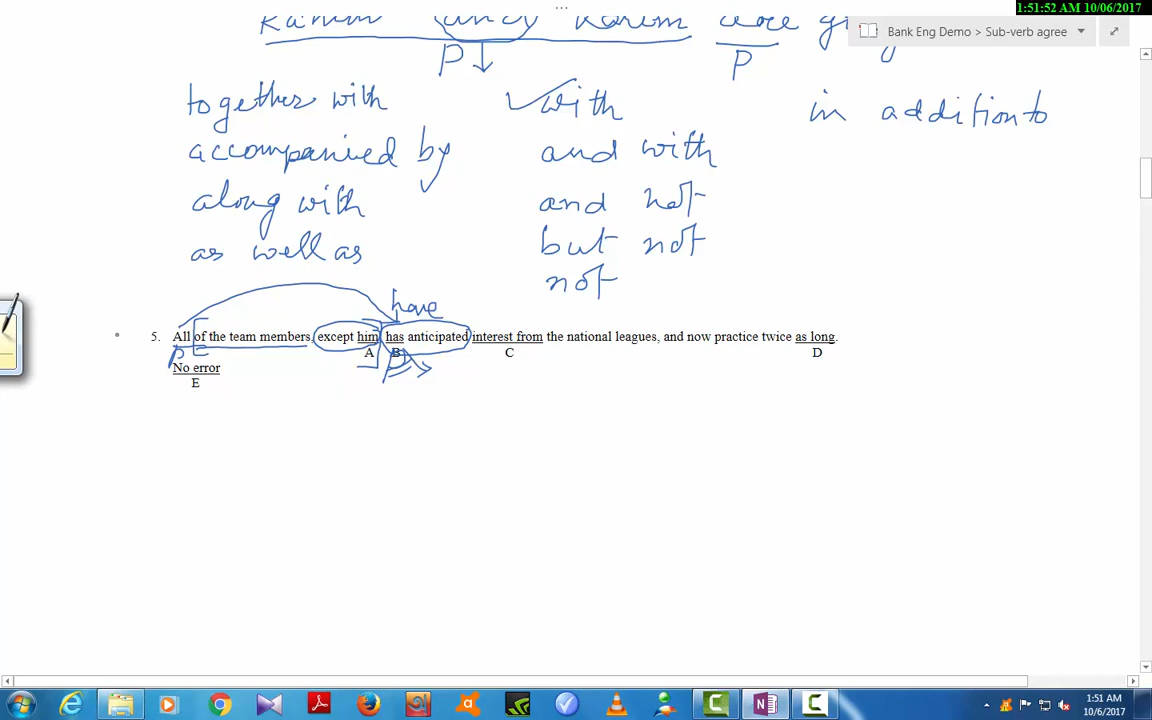 1:51:52 AM 10/06/2017
Bank Eng Demo > Sub-verb agree
P
P
together with
with
in addition to
accompanied by
and with
along with
and not
as well as
but not
not
have
5. All of the team members, except him has anticipated interest from the national leagues, and now practice twice as long.
P
A B C D
No error
E
1:51 AM
10/6/2017